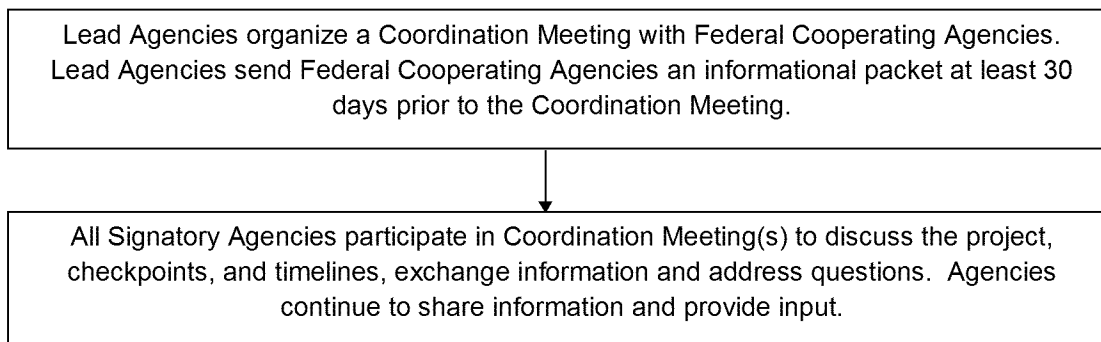 Lead Agencies organize a Coordination Meeting with Federal Cooperating Agencies.
Lead Agencies send Federal Cooperating Agencies an informational packet at least 30
days prior to the Coordination Meeting.
All Signatory Agencies participate in Coordination Meeting(s) to discuss the project,
checkpoints, and timelines, exchange information and address questions.  Agencies
continue to share information and provide input.